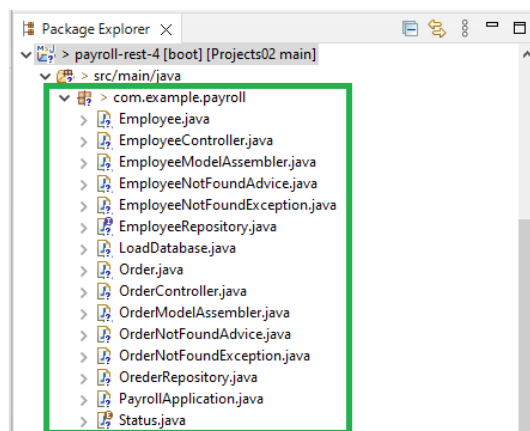 Package Explorer
> payroll-rest-4 [boot] [Projects02 main]
> src/main/java
> com.example.payroll
Employee.java
EmployeeController.java
EmployeeModelAssembler.java
EmployeeNotFoundAdvice.java
EmployeeNotFoundException.java
EmployeeRepository.java
LoadDatabase.java
Order.java
OrderController.java
OrderModelAssembler.java
OrderNotFoundAdvice.java
OrderNotFoundException.java
OrederRepository.java
PayrollApplication.java
Status.java